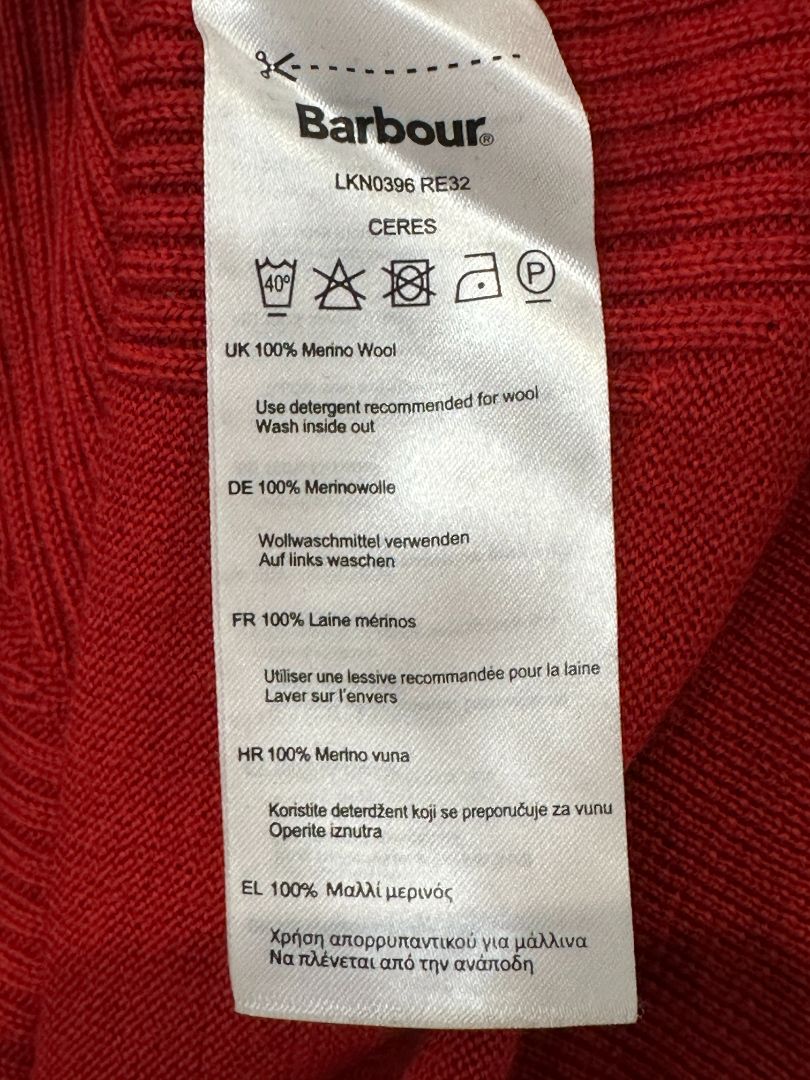 Barbour®
LKN0396 RE32
CERES
40° P
UK 100% Merino Wool
Use detergent recommended for wool
Wash inside out
DE 100% Merinowolle
Wollwaschmittel verwenden
Auf links waschen
FR 100% Laine mérinos
Utiliser une lessive recommandée pour la laine
Laver sur l'envers
HR 100% Merino vuna
Koristite deterdžent koji se preporučuje za vunu
Operite iznutra
EL 100% Μαλλί μερινός
Χρήση απορρυπαντικού για μάλλινα
Να πλένεται από την ανάποδη